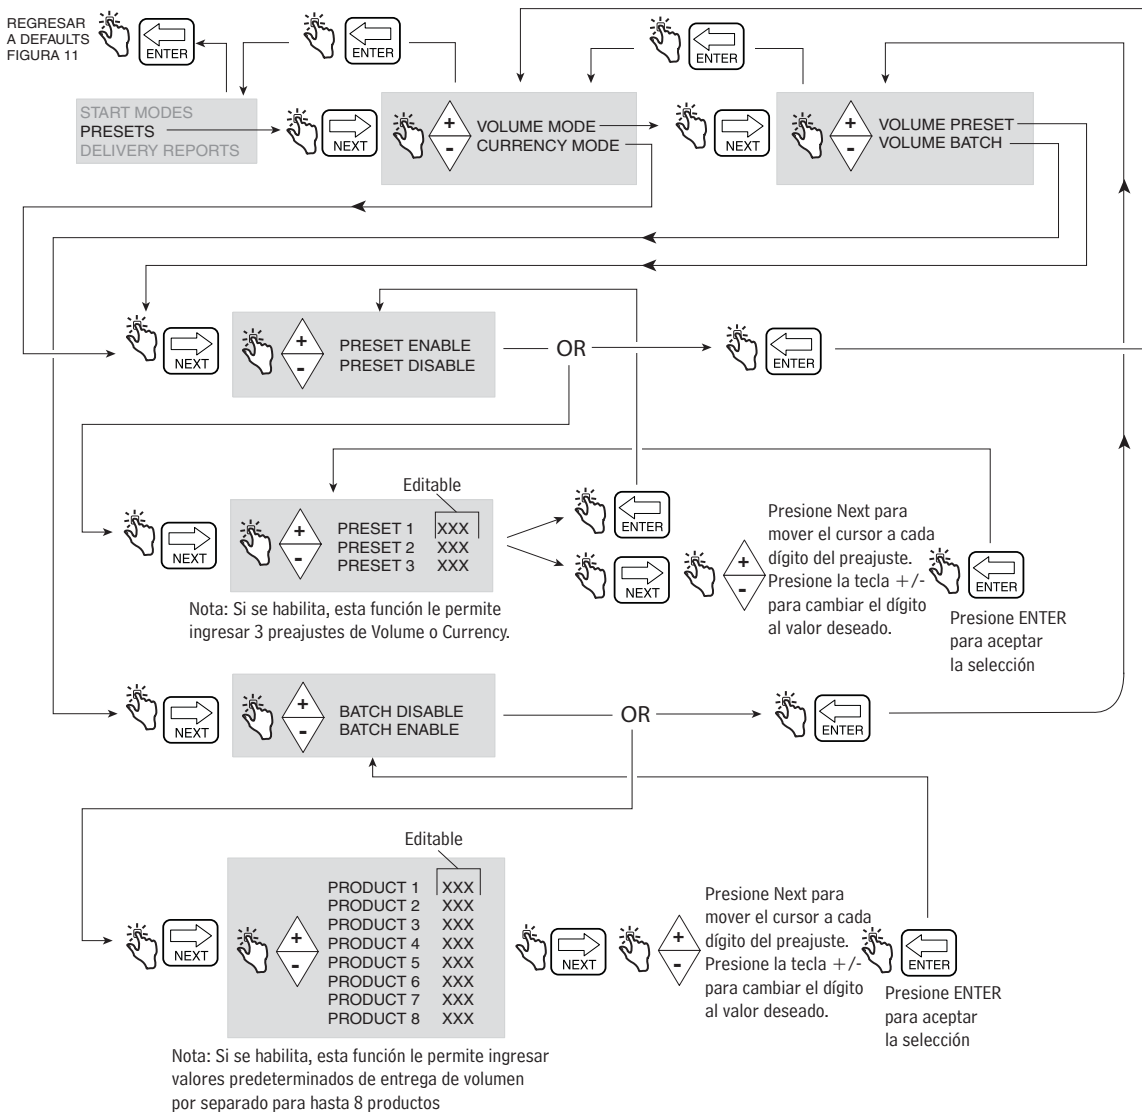 REGRESAR
A DEFAULTS
FIGURA 11
ENTER
ENTER
ENTER
START MODES
PRESETS
DELIVERY REPORTS
NEXT
+
-
VOLUME MODE
CURRENCY MODE
NEXT
+
-
VOLUME PRESET
VOLUME BATCH
NEXT
+
-
PRESET ENABLE
PRESET DISABLE
OR
ENTER
NEXT
Editable
+
-
PRESET 1 XXX
PRESET 2 XXX
PRESET 3 XXX
ENTER
NEXT
+
-
Presione Next para
mover el cursor a cada
dígito del preajuste.
Presione la tecla +/-
para cambiar el dígito
al valor deseado.
ENTER
Presione ENTER
para aceptar
la selección
Nota: Si se habilita, esta función le permite
ingresar 3 preajustes de Volume o Currency.
NEXT
+
-
BATCH DISABLE
BATCH ENABLE
OR
ENTER
NEXT
Editable
+
-
PRODUCT 1 XXX
PRODUCT 2 XXX
PRODUCT 3 XXX
PRODUCT 4 XXX
PRODUCT 5 XXX
PRODUCT 6 XXX
PRODUCT 7 XXX
PRODUCT 8 XXX
NEXT
+
-
Presione Next para
mover el cursor a cada
dígito del preajuste.
Presione la tecla +/-
para cambiar el dígito
al valor deseado.
ENTER
Presione ENTER
para aceptar
la selección
Nota: Si se habilita, esta función le permite ingresar
valores predeterminados de entrega de volumen
por separado para hasta 8 productos